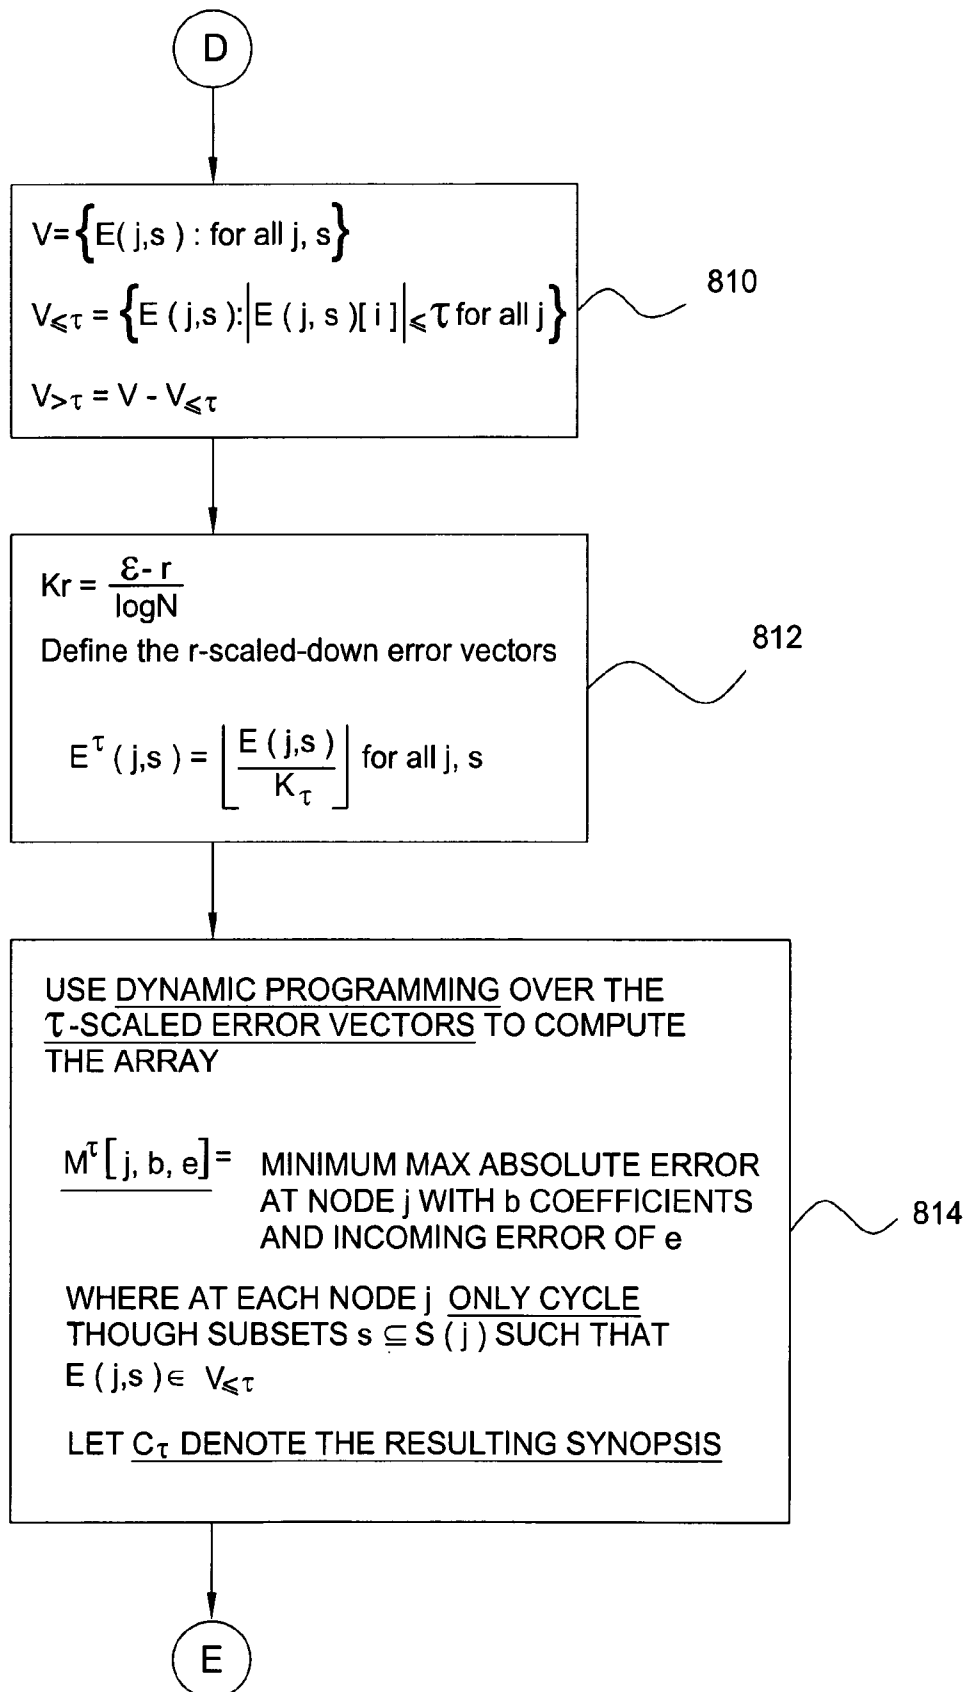 D
V={E( j,s ) : for all j, s}
V⩽τ = {E ( j,s ):|E ( j, s )[ i ]|⩽τ for all j}
V>τ = V - V⩽τ
810
Kr = ε- r / logN
Define the r-scaled-down error vectors
E^τ ( j,s ) = ⌊E ( j,s ) / Kτ⌋ for all j, s
812
USE DYNAMIC PROGRAMMING OVER THE
τ-SCALED ERROR VECTORS TO COMPUTE
THE ARRAY
M^τ[ j, b, e] = MINIMUM MAX ABSOLUTE ERROR
AT NODE j WITH b COEFFICIENTS
AND INCOMING ERROR OF e
814
WHERE AT EACH NODE j ONLY CYCLE
THOUGH SUBSETS s ⊆ S ( j ) SUCH THAT
E ( j,s ) ∈ V⩽τ
LET Cτ DENOTE THE RESULTING SYNOPSIS
E